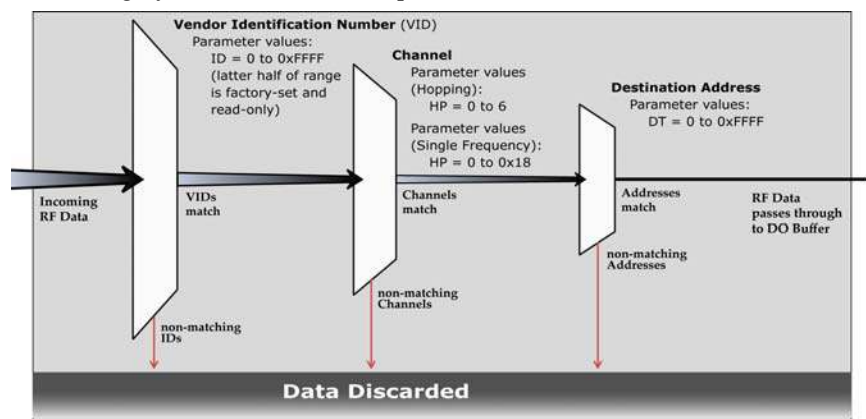 Vendor Identification Number (VID)
Parameter values:
ID = 0 to 0xFFFF
(latter half of range
is factory-set and
read-only)
Channel
Parameter values
(Hopping):
HP = 0 to 6
Parameter values
(Single Frequency):
HP = 0 to 0x18
Destination Address
Parameter values:
DT = 0 to 0xFFFF
Incoming
RF Data
VIDs
match
Channels
match
Addresses
match
RF Data
passes through
to DO Buffer
non-matching
IDs
non-matching
Channels
non-matching
Addresses
Data Discarded